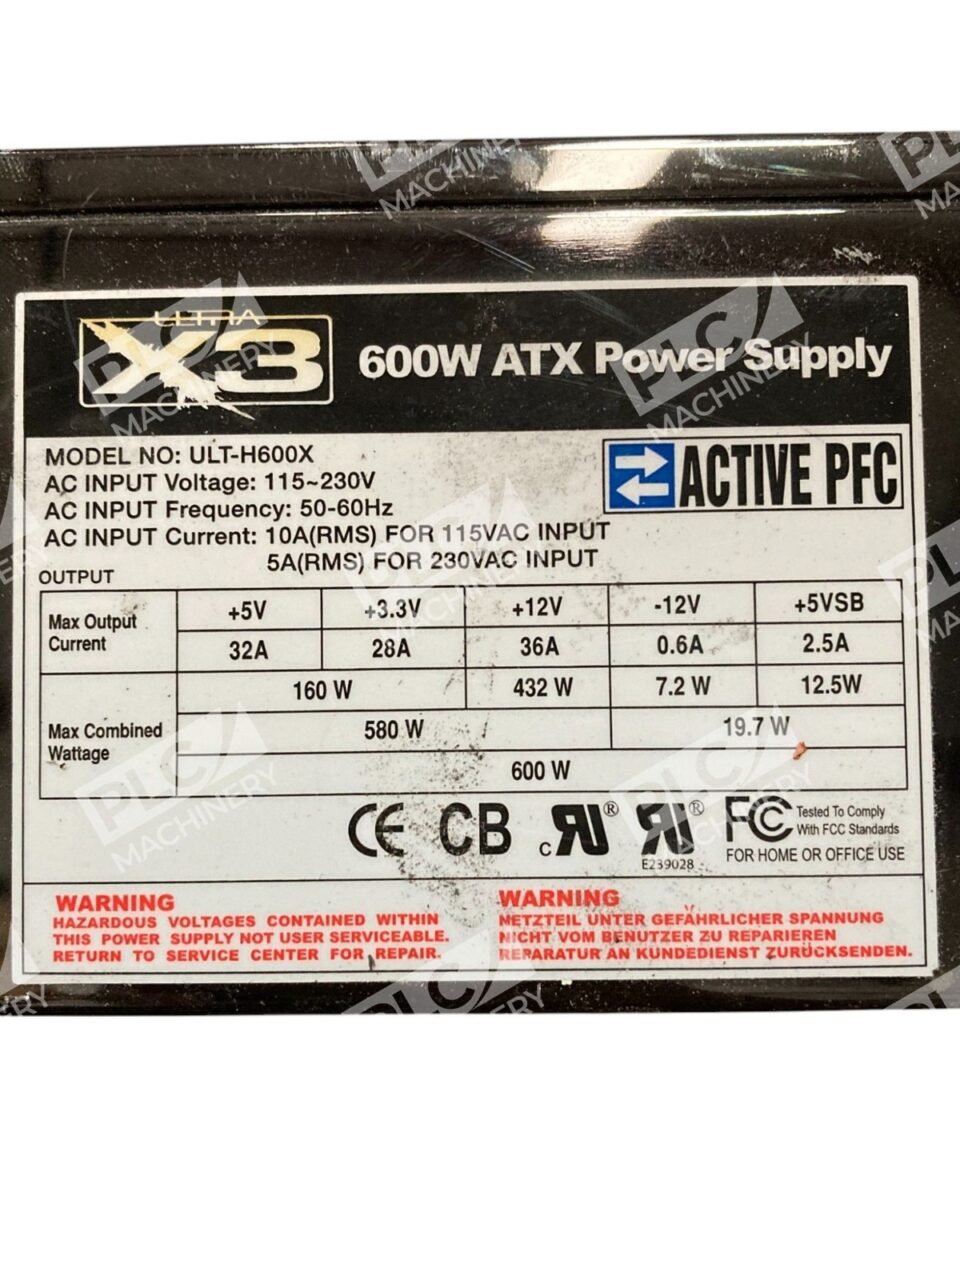 ULTRA
X3
600W ATX Power Supply
MODEL NO: ULT-H600X
AC INPUT Voltage: 115~230V
AC INPUT Frequency: 50-60Hz
AC INPUT Current: 10A(RMS) FOR 115VAC INPUT
5A(RMS) FOR 230VAC INPUT
ACTIVE PFC
OUTPUT
Max Output Current +5V +3.3V +12V -12V +5VSB
32A 28A 36A 0.6A 2.5A
Max Combined Wattage 160 W 432 W 7.2 W 12.5W
580 W 19.7 W
600 W
CE CB c RU® RU® FC Tested To Comply
With FCC Standards
E239028
FOR HOME OR OFFICE USE
WARNING
HAZARDOUS VOLTAGES CONTAINED WITHIN
THIS POWER SUPPLY NOT USER SERVICEABLE.
RETURN TO SERVICE CENTER FOR REPAIR.
WARNING
NETZTEIL UNTER GEFÄHRLICHER SPANNUNG
NICHT VOM BENUTZER ZU REPARIEREN
REPARATUR AN KUNDEDIENST ZURÜCKSENDEN.
PLC MACHINERY